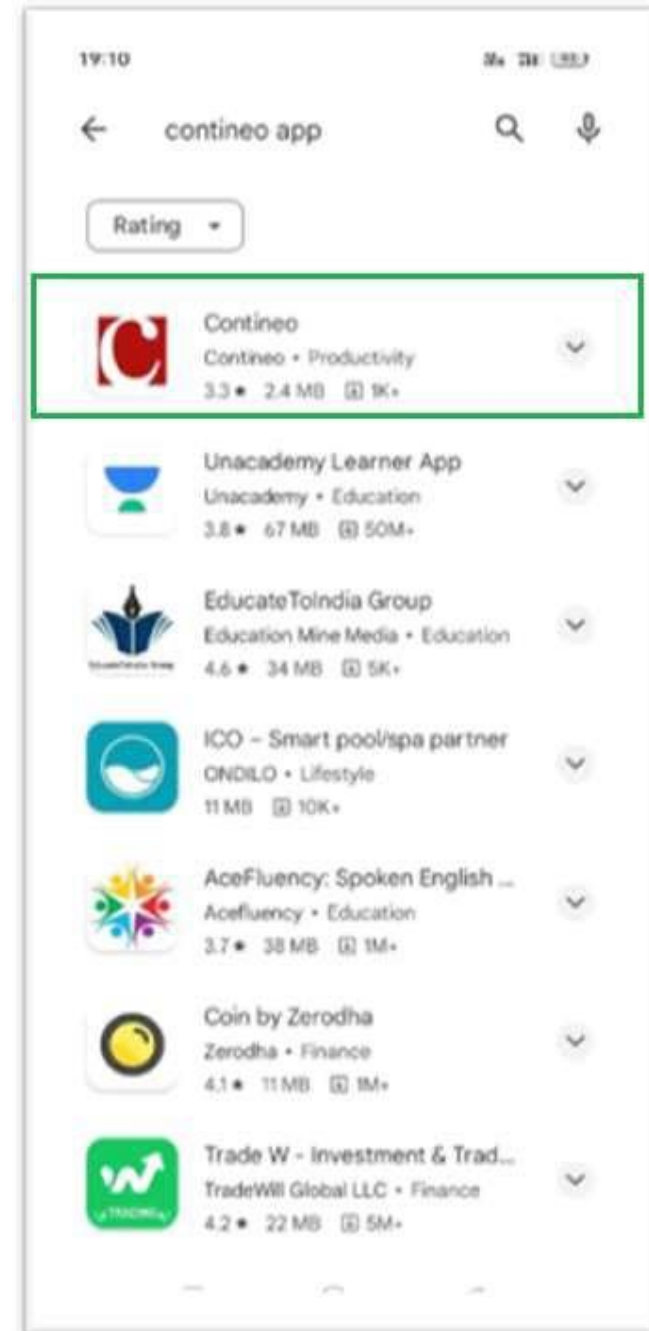 19:10
contineo app
Rating
C
Contineo
Contineo • Productivity
3.3★ 2.4 MB 1K+
Unacademy Learner App
Unacademy • Education
3.8★ 67 MB 50M+
EducateToIndia Group
Education Mine Media • Education
4.6★ 34 MB 5K+
ICO – Smart pool/spa partner
ONDILO • Lifestyle
11 MB 10K+
AceFluency: Spoken English ...
Acefluency • Education
3.7★ 38 MB 1M+
Coin by Zerodha
Zerodha • Finance
4.1★ 11 MB 1M+
Trade W - Investment & Trad...
TradeWill Global LLC • Finance
4.2★ 22 MB 5M+